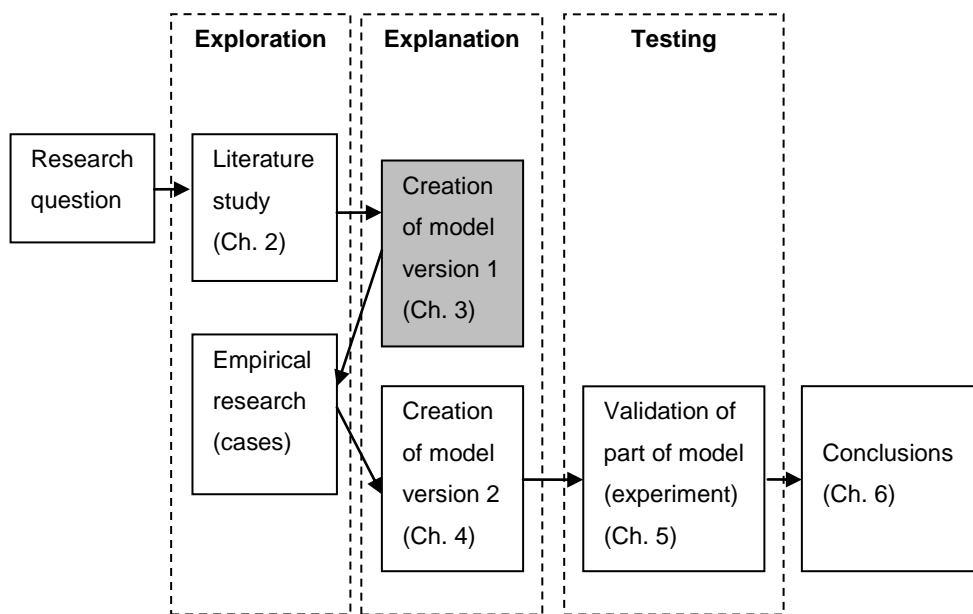 Exploration
Explanation
Testing
Research
question
Literature
study
(Ch. 2)
Creation
of model
version 1
(Ch. 3)
Empirical
research
(cases)
Creation
of model
version 2
(Ch. 4)
Validation of
part of model
(experiment)
(Ch. 5)
Conclusions
(Ch. 6)